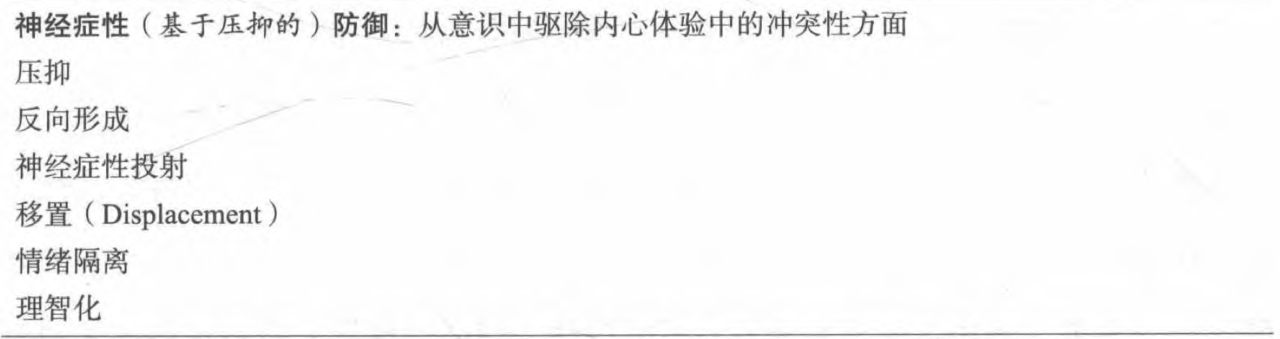 神经症性（基于压抑的）防御：从意识中驱除内心体验中的冲突性方面
压抑
反向形成
神经症性投射
移置（Displacement）
情绪隔离
理智化